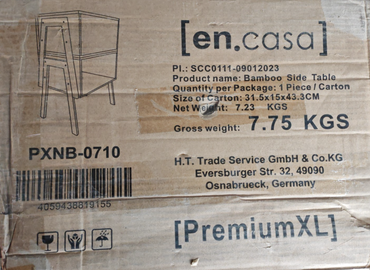 [en.casa]
PI.: SCC0111-09012023
Product name: Bamboo Side Table
Quantity per Package: 1 Piece / Carton
Size of Carton: 31.5x15x43.3CM
Net Weight: 7.23 KGS
Gross weight: 7.75 KGS
PXNB-0710
H.T. Trade Service GmbH & Co.KG
Eversburger Str. 32, 49090
Osnabrueck, Germany
4059438819155
[PremiumXL]